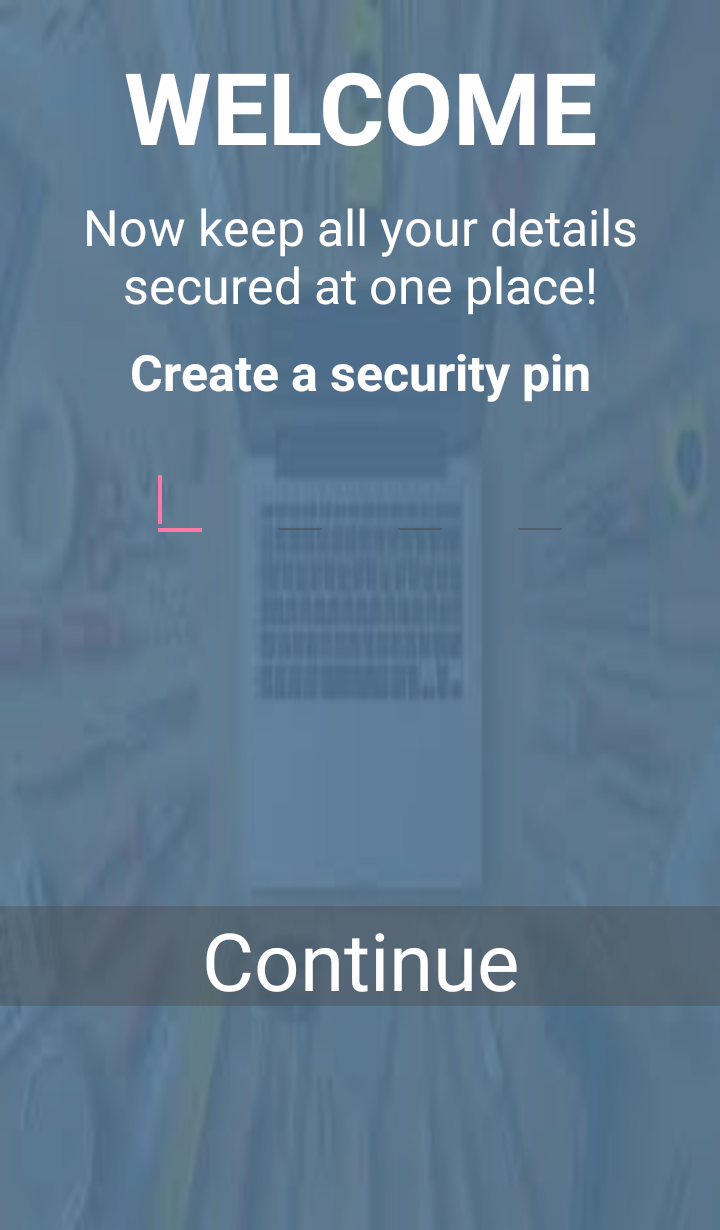 WELCOME
Now keep all your details
secured at one place!
Create a security pin
Continue